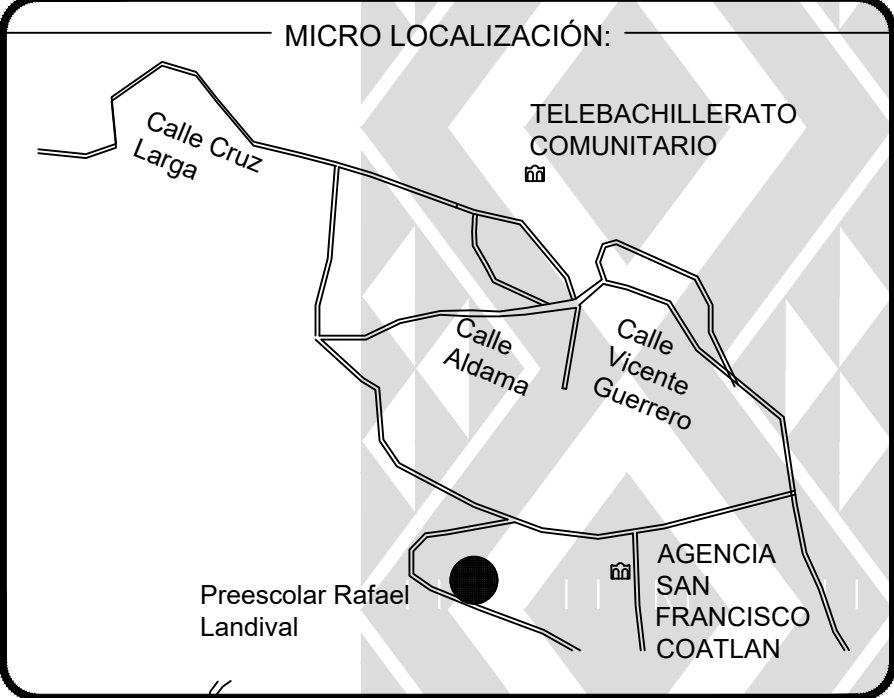 MICRO LOCALIZACIÓN:
TELEBACHILLERATO
COMUNITARIO
Calle Cruz
Larga
Calle
Aldama
Calle
Vicente
Guerrero
AGENCIA
SAN
FRANCISCO
COATLAN
Preescolar Rafael
Landival